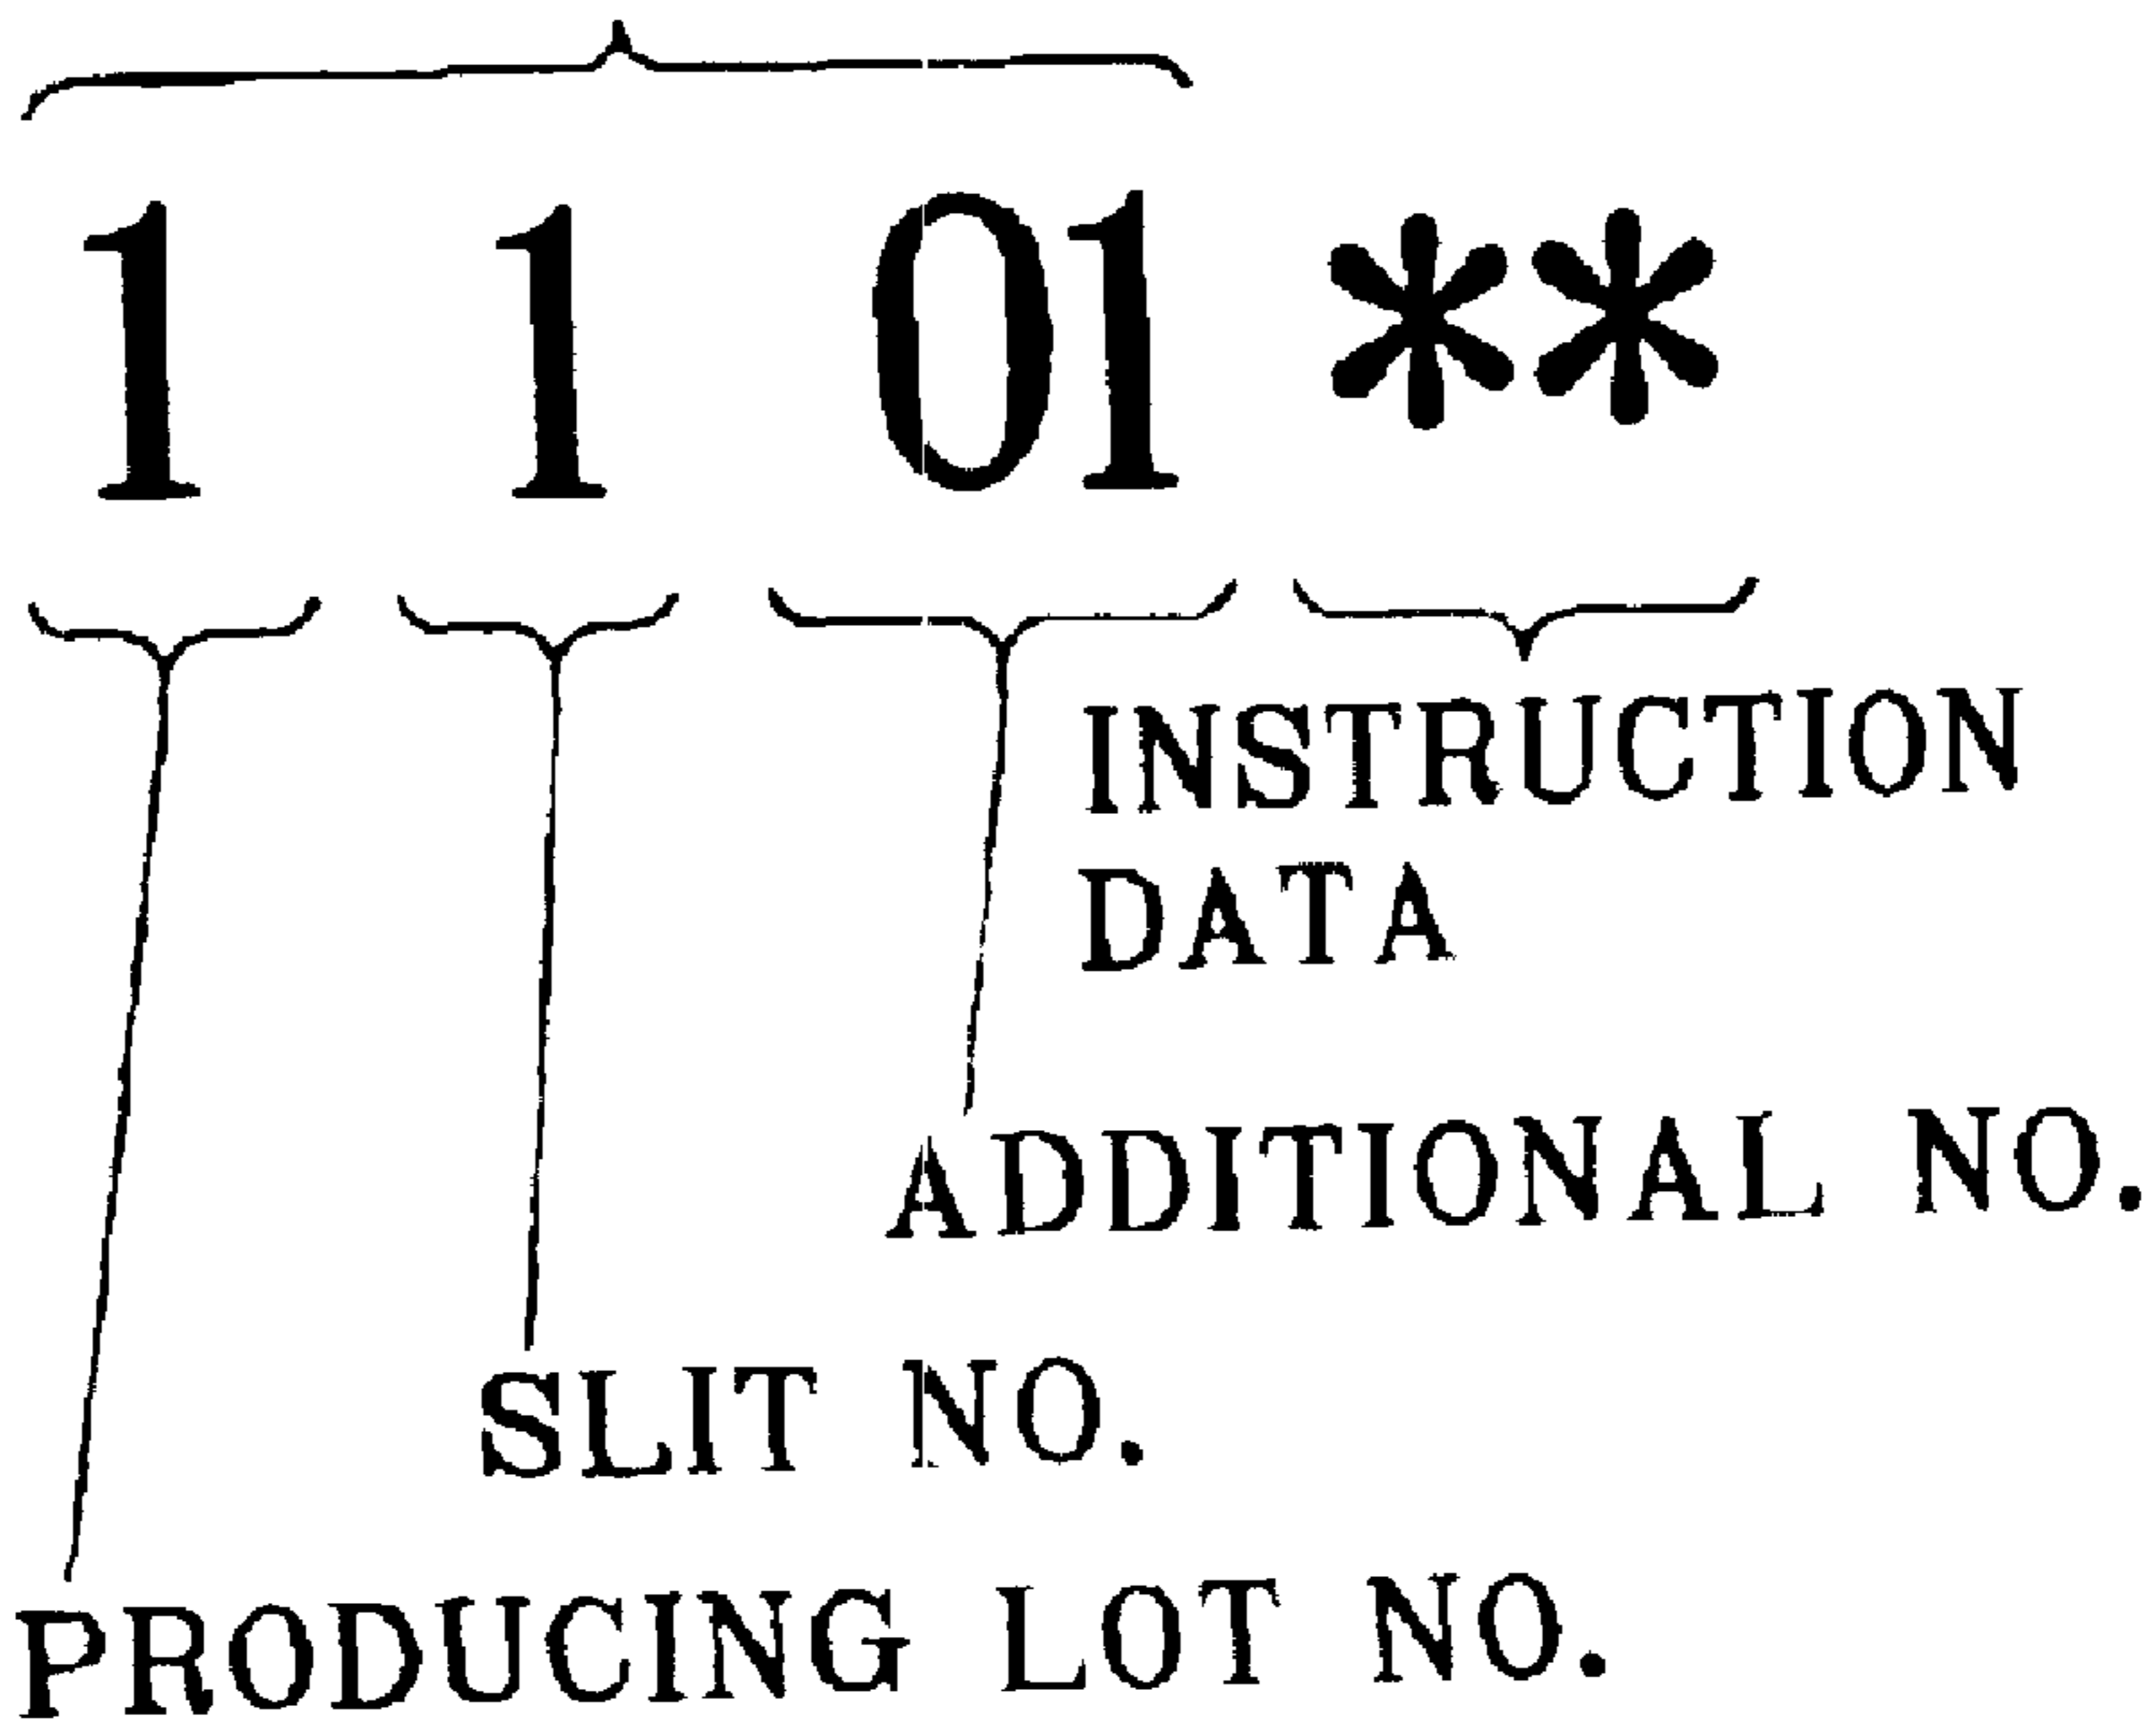 1 1 01 **
INSTRUCTION
DATA
ADDITIONAL NO.
SLIT NO.
PRODUCING LOT NO.